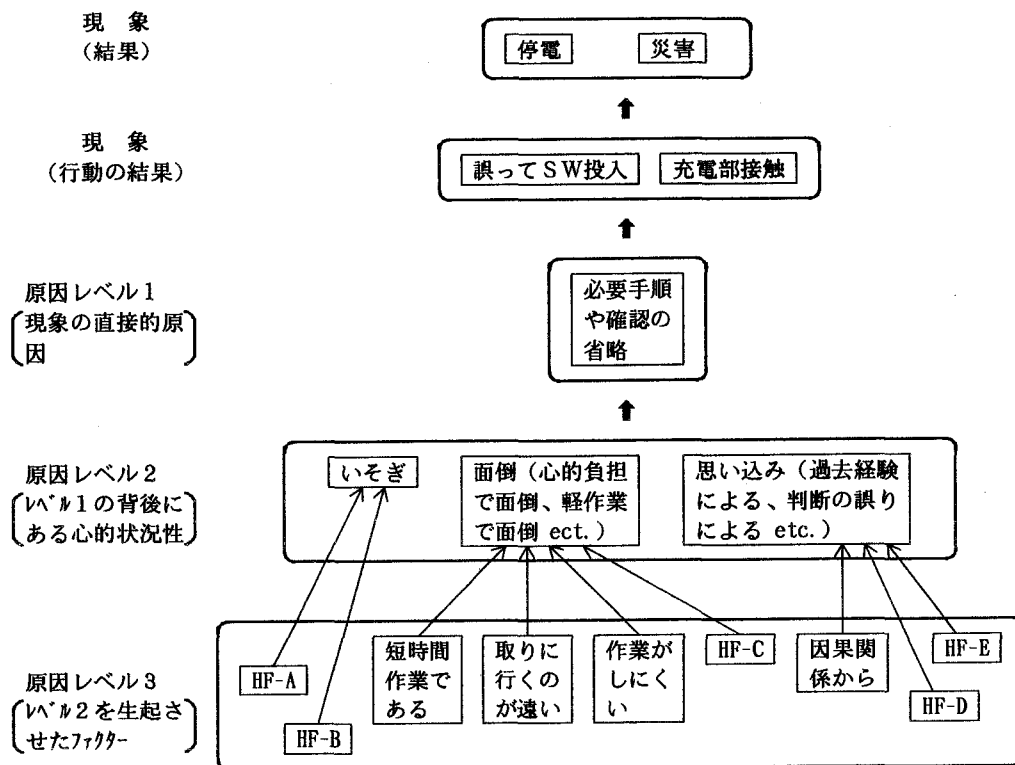 現 象
(結果)
停電
災害
現 象
(行動の結果)
誤ってSW投入
充電部接触
原因レベル1
現象の直接的原
因
必要手順
や確認の
省略
原因レベル2
レベル1の背後に
ある心的状況性
いそぎ
面倒(心的負担
で面倒、軽作業
で面倒 ect.)
思い込み(過去経験
による、判断の誤り
による etc.)
原因レベル3
レベル2を生起さ
せたファクター
HF-A
HF-B
短時間
作業で
ある
取りに
行くの
が遠い
作業が
しにく
い
HF-C
因果関
係から
HF-D
HF-E